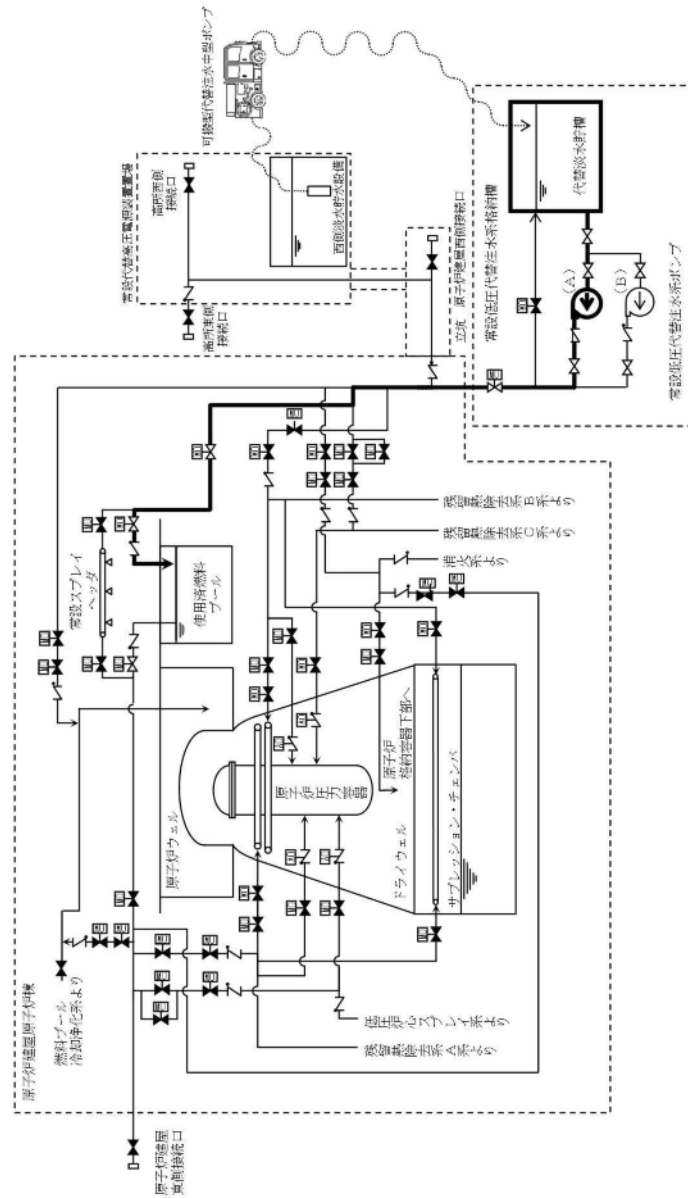 原子炉建屋原子炉棟
燃料プール
冷却浄化系より
原子炉建屋
東側接続口
原子炉ウェル
常設スプレイ
ヘッダ
使用済燃料
プール
原子炉圧力容器
ドライウェル
原子炉
格納容器下部へ
サプレッション・チェンバ
低圧炉心スプレイ系より
残留熱除去系A系より
残留熱除去系B系より
残留熱除去系C系より
消火系より
常設代替高圧電源装置置場
高所東側
接続口
高所西側
接続口
西側淡水貯水設備
可搬型代替注水中型ポンプ
立坑
原子炉建屋西側接続口
常設低圧代替注水系格納槽
代替淡水貯槽
(A)
(B)
常設低圧代替注水系ポンプ